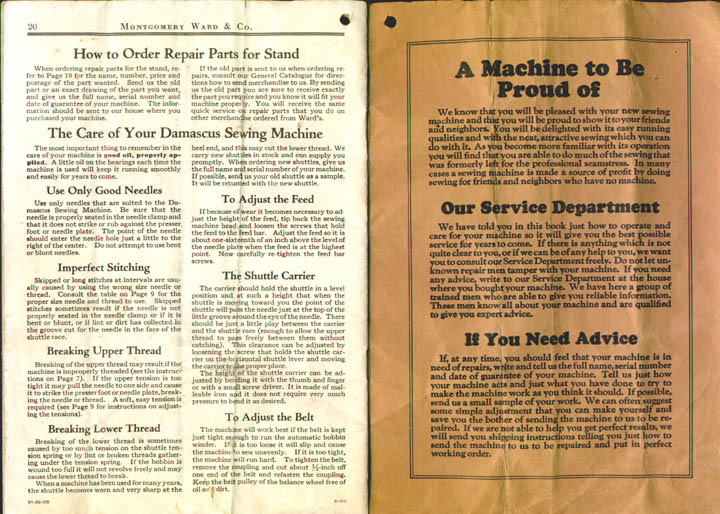 20
MONTGOMERY WARD & CO.
How to Order Repair Parts for Stand
When ordering repair parts for the stand, re-
fer to Page 19 for the name, number, price and
postage of the part wanted. Send us the old
part or an exact drawing of the part you want,
and give us the full name, serial number and
date of guarantee of your machine. The infor-
mation should be sent to our house where you
purchased your machine.
If the old part is sent to us when ordering re-
pairs, consult our General Catalogue for direc-
tions how to send merchandise to us. By sending
us the old part you are sure to receive exactly
the part you require and you know it will fit your
machine properly. You will receive the same
quick service on repair parts that you do on
other merchandise ordered from Ward's.
The Care of Your Damascus Sewing Machine
The most important thing to remember in the
care of your machine is good oil, properly ap-
plied. A little oil on the bearings each time the
machine is used will keep it running smoothly
and easily for years to come.
Use Only Good Needles
Use only needles that are suited to the Da-
mascus Sewing Machine. Be sure that the
needle is properly seated in the needle clamp and
that it does not strike or rub against the presser
foot or needle plate. The point of the needle
should enter the needle hole just a little to the
right of the center. Do not attempt to use bent
or blunt needles.
Imperfect Stitching
Skipped or long stitches at intervals are usu-
ally caused by using the wrong size needle or
thread. Consult the table on Page 9 for the
proper size needle and thread to use. Skipped
stitches sometimes result if the needle is not
properly seated in the needle clamp or if it is
bent or blunt, or if lint or dirt has collected in
the groove cut for the needle in the face of the
shuttle race.
Breaking Upper Thread
Breaking of the upper thread may result if the
machine is improperly threaded (see the instruc-
tions on Page 7). If the upper tension is too
tight it may pull the needle to one side and cause
it to strike the presser foot or needle plate, break-
ing the needle or thread. A soft, easy tension is
required (see Page 9 for instructions on adjust-
ing the tensions).
Breaking Lower Thread
Breaking of the lower thread is sometimes
caused by too much tension on the shuttle ten-
sion spring or by lint or broken threads gather-
ing under the tension spring. If the bobbin is
wound too full it will not revolve freely and may
cause the lower thread to break.
When a machine has been used for many years,
the shuttle becomes worn and very sharp at the
heel end, and this may cut the lower thread. We
carry new shuttles in stock and can supply you
promptly. When ordering new shuttles, give us
the full name and serial number of your machine.
If possible, send us your old shuttle as a sample.
It will be returned with the new shuttle.
To Adjust the Feed
If because of wear it becomes necessary to ad-
just the height of the feed, tip back the sewing
machine head and loosen the screws that hold
the feed to the feed bar. Adjust the feed so it is
about one-sixteenth of an inch above the level of
the needle plate when the feed is at the highest
point. Now carefully re-tighten the feed bar
screws.
The Shuttle Carrier
The carrier should hold the shuttle in a level
position and at such a height that when the
shuttle is moving toward you the point of the
shuttle will pass the needle just at the top of the
little groove around the eye of the needle. There
should be just a little play between the carrier
and the shuttle race (enough to allow the upper
thread to pass freely between them without
catching). This clearance can be adjusted by
loosening the screw that holds the shuttle car-
rier on the horizontal shuttle lever and moving
the carrier to the proper place.
The height of the shuttle carrier can be ad-
justed by bending it with the thumb and finger
or with a small screw driver. It is made of mal-
leable iron and it does not require very much
pressure to bend it as desired.
To Adjust the Belt
The machine will work best if the belt is kept
just tight enough to run the automatic bobbin
winder. If it is too loose it will slip and cause
the machine to sew unevenly. If it is too tight,
the machine will run hard. To tighten the belt,
remove the coupling and cut about ½-inch off
one end of the belt and refasten the coupling.
Keep the belt pulley of the balance wheel free of
oil and dirt.
A Machine to Be
Proud of
We know that you will be pleased with your new sewing
machine and that you will be proud to show it to your friends
and neighbors. You will be delighted with its easy running
qualities and with the neat, attractive sewing which you can
do with it. As you become more familiar with its operation
you will find that you are able to do much of the sewing that
was formerly left for the professional seamstress. In many
cases a sewing machine is made a source of profit by doing
sewing for friends and neighbors who have no machine.
Our Service Department
We have told you in this book just how to operate and
care for your machine so it will give you the best possible
service for years to come. If there is anything which is not
quite clear to you, or if we can be of any help to you, we want
you to consult our Service Department freely. Do not let un-
known repair men tamper with your machine. If you need
any advice, write to our Service Department at the house
where you bought your machine. We have here a group of
trained men who are able to give you reliable information.
These men know all about your machine and are qualified
to give you expert advice.
If You Need Advice
If, at any time, you should feel that your machine is in
need of repairs, write and tell us the full name, serial number
and date of guarantee of your machine. Tell us just how
your machine acts and just what you have done to try to
make the machine work as you think it should. If possible,
send us a small sample of your work. We can often suggest
some simple adjustment that you can make yourself and
save you the bother of sending the machine to us to be re-
paired. If we are not able to help you get perfect results, we
will send you shipping instructions telling you just how to
send the machine to us to be repaired and put in perfect
working order.